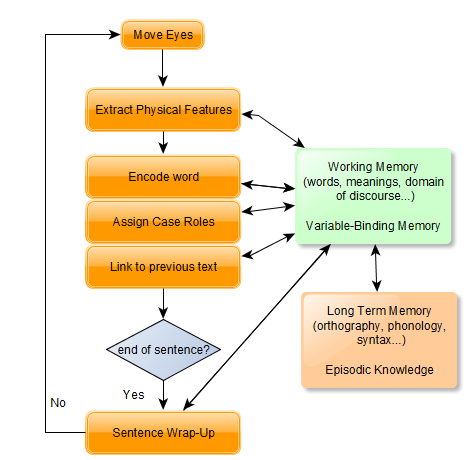 Move Eyes
Extract Physical Features
Encode word
Assign Case Roles
Link to previous text
end of sentence?
Yes
No
Sentence Wrap-Up
Working Memory
(words, meanings, domain
of discourse...)
Variable-Binding Memory
Long Term Memory
(orthography, phonology,
syntax...)
Episodic Knowledge